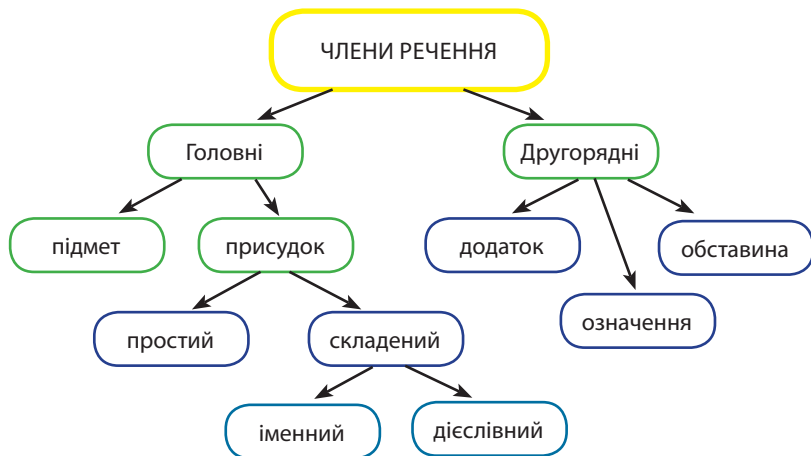 ЧЛЕНИ РЕЧЕННЯ
Головні
Другорядні
підмет
присудок
додаток
обставина
простий
складений
означення
іменний
дієслівний